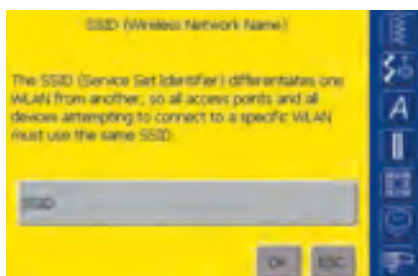 SSID (Wireless Network Name)
The SSID (Service Set Identifier) differentiates one
WLAN from another, so all access points and all
devices attempting to connect to a specific WLAN
must use the same SSID.
SSID
OK ESC
A